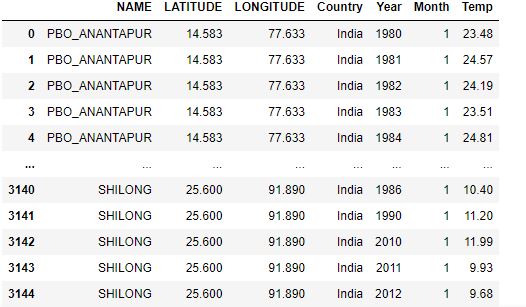 NAME LATITUDE LONGITUDE Country Year Month Temp
0 PBO_ANANTAPUR 14.583 77.633 India 1980 1 23.48
1 PBO_ANANTAPUR 14.583 77.633 India 1981 1 24.57
2 PBO_ANANTAPUR 14.583 77.633 India 1982 1 24.19
3 PBO_ANANTAPUR 14.583 77.633 India 1983 1 23.51
4 PBO_ANANTAPUR 14.583 77.633 India 1984 1 24.81
... ... ... ... ... ... ... ...
3140 SHILONG 25.600 91.890 India 1986 1 10.40
3141 SHILONG 25.600 91.890 India 1990 1 11.20
3142 SHILONG 25.600 91.890 India 2010 1 11.99
3143 SHILONG 25.600 91.890 India 2011 1 9.93
3144 SHILONG 25.600 91.890 India 2012 1 9.68